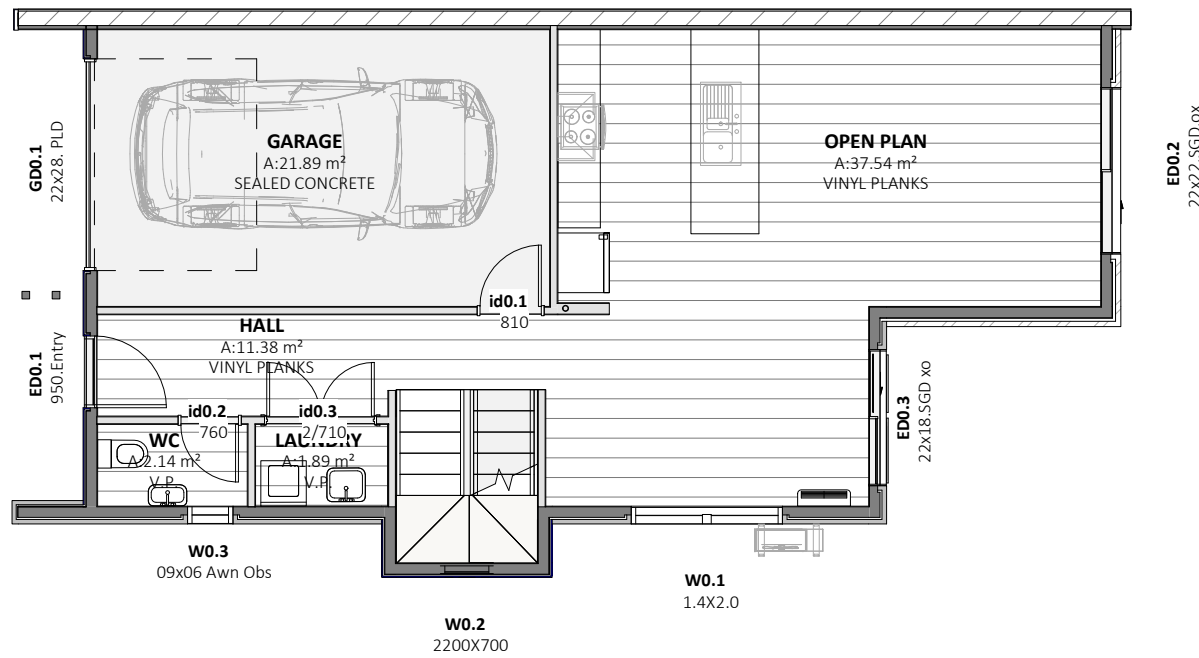 GD0.1
22x28. PLD
GARAGE
A:21.89 m²
SEALED CONCRETE
OPEN PLAN
A:37.54 m²
VINYL PLANKS
ED0.2
22x22.SGD ox
id0.1
810
HALL
A:11.38 m²
VINYL PLANKS
ED0.1
950.Entry
id0.2
760
id0.3
2/710
WC
A:2.14 m²
V.P.
LAUNDRY
A:1.89 m²
V.P.
ED0.3
22x18.SGD xo
W0.3
09x06 Awn Obs
W0.1
1.4X2.0
W0.2
2200X700